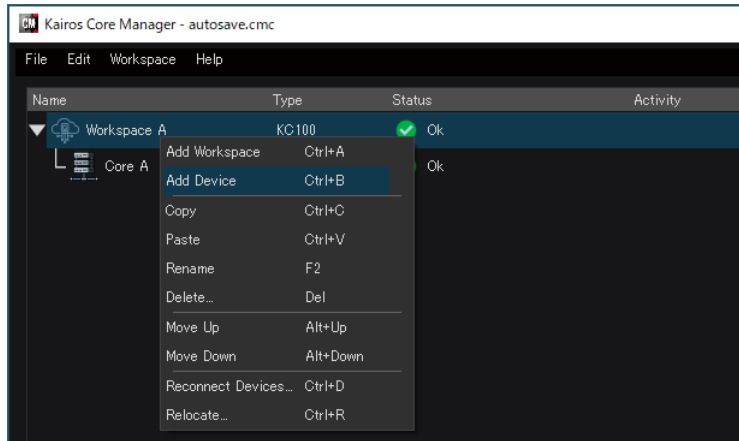 CM Kairos Core Manager - autosave.cmc
File Edit Workspace Help
Name Type Status Activity
Workspace A KC100 Ok
Core A Ok
Add Workspace Ctrl+A
Add Device Ctrl+B
Copy Ctrl+C
Paste Ctrl+V
Rename F2
Delete... Del
Move Up Alt+Up
Move Down Alt+Down
Reconnect Devices... Ctrl+D
Relocate... Ctrl+R